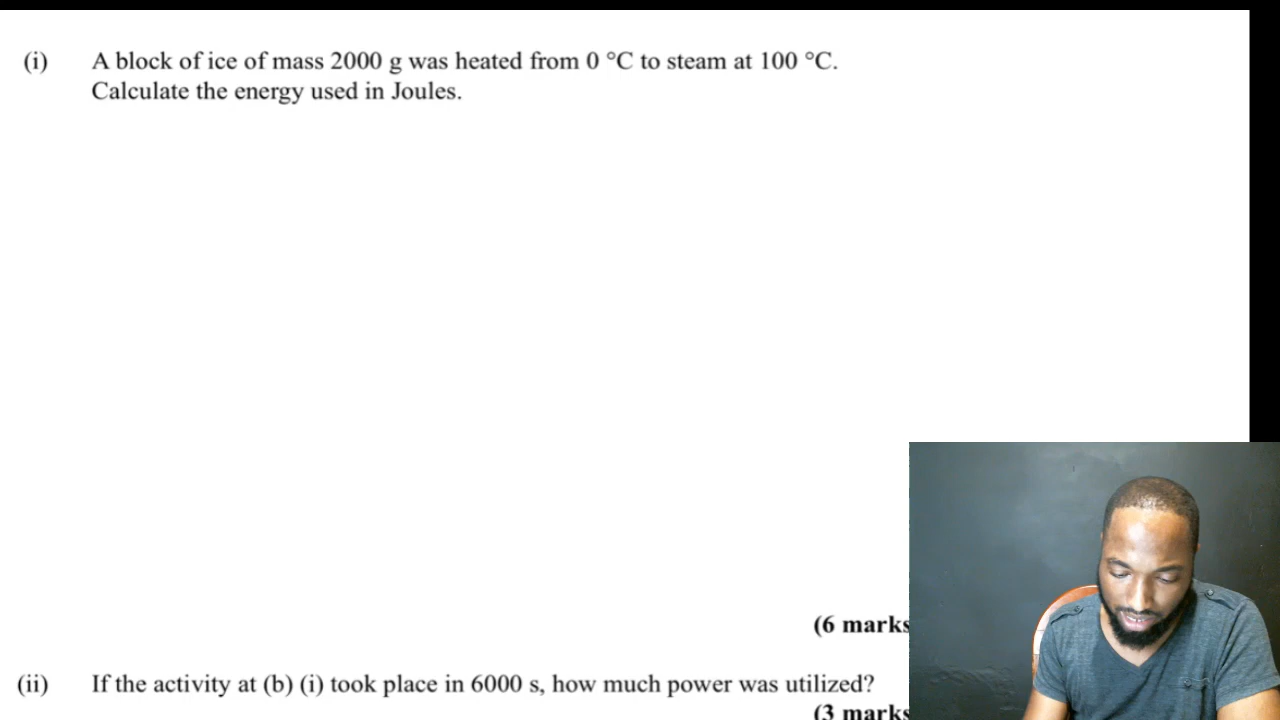 (i) A block of ice of mass 2000 g was heated from 0 °C to steam at 100 °C.
Calculate the energy used in Joules.
(6 marks
(ii) If the activity at (b) (i) took place in 6000 s, how much power was utilized?
(3 marks